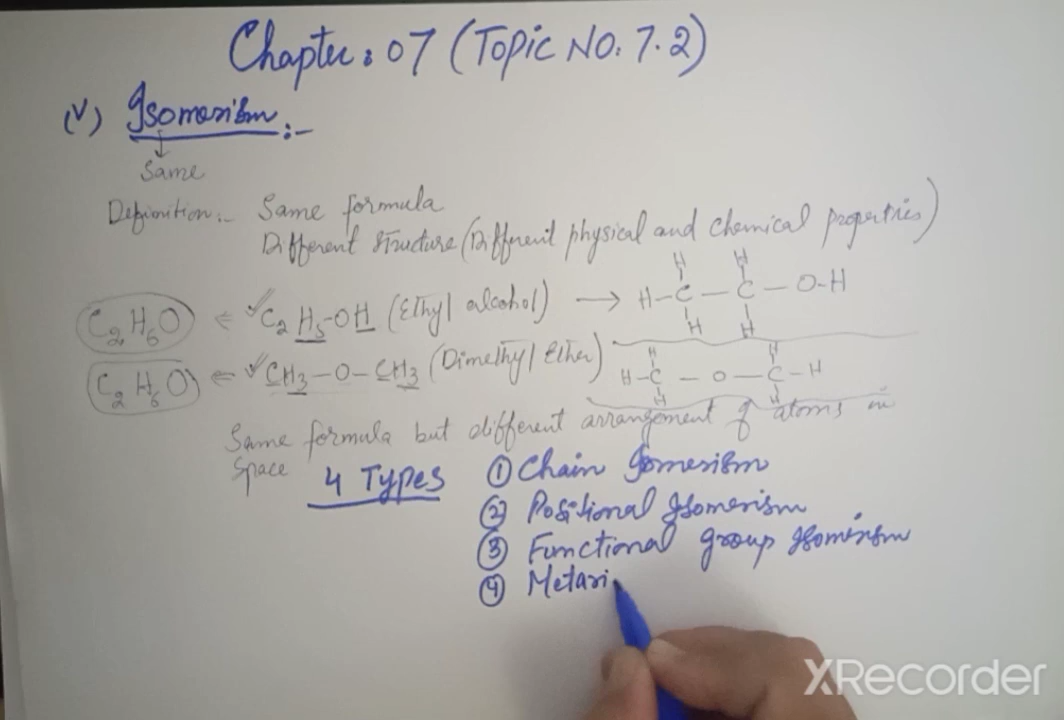 Chapter: 07 (Topic NO. 7.2)
(V) Isomerism :-
Same
Definition:- Same formula
Different structure (Different physical and chemical properties)
C2H6O ⇐ ✓C2H5-OH (Ethyl alcohol) → H-C-C-O-H
H H
H H
C2H6O ⇐ ✓CH3-O-CH3 (Dimethyl Ether) H-C-O-C-H
H H
H H
Same formula but different arrangement of atoms in
Space
4 Types
① Chain Isomerism
② Positional Isomerism
③ Functional group Isomerism
④ Metari
XRecorder